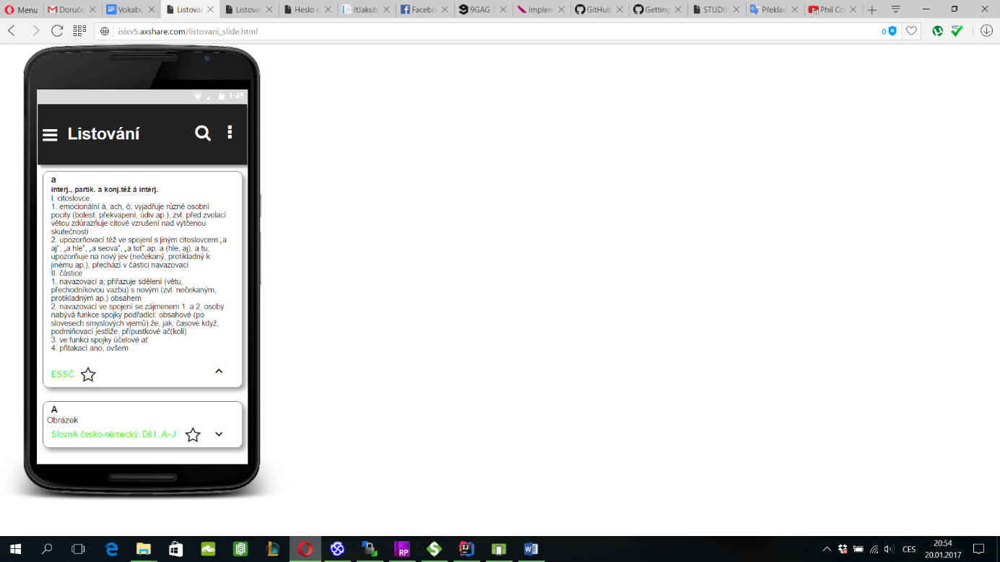 Menu
Doruče
Vokabu
Listovan
Listovan
Heslo c
ItJakub
Facebo
9GAG T
Implem
GitHub
Getting
STUDU
Překlad
Phil Co
isixv5.axshare.com/listovani_slide.html
0
1:45
Listování
a
interj., partik. a konj.též á interj.
I. citoslovce
1. emocionální á, ach, ó; vyjadřuje různé osobní
pocity (bolest, překvapení, údiv ap.), zvl. před zvolací
větou zdůrazňuje citové vzrušení nad vytčenou
skutečností
2. upozorňovací též ve spojení s jiným citoslovcem „a
aj“, „a hle“, „a seova“, „a toť“ ap. a (hle, aj), a tu;
upozorňuje na nový jev (nečekaný, protikladný k
jinému ap.), přechází v částici navazovací
II. částice
1. navazovací a; přiřazuje sdělení (větu,
přechodníkovou vazbu) s novým (zvl. nečekaným,
protikladným ap.) obsahem
2. navazovací ve spojení se zájmenem 1. a 2. osoby
nabývá funkce spojky podřadicí: obsahové (po
slovesech smyslových vjemů) že, jak, časové když,
podmiňovací jestliže, přípustkové ač(koli)
3. ve funkci spojky účelové ať
4. přitakací ano, ovšem
ESSČ
A
Obrázek
Slovník česko-německý, Díl I., A–J
CES
20:54
20.01.2017